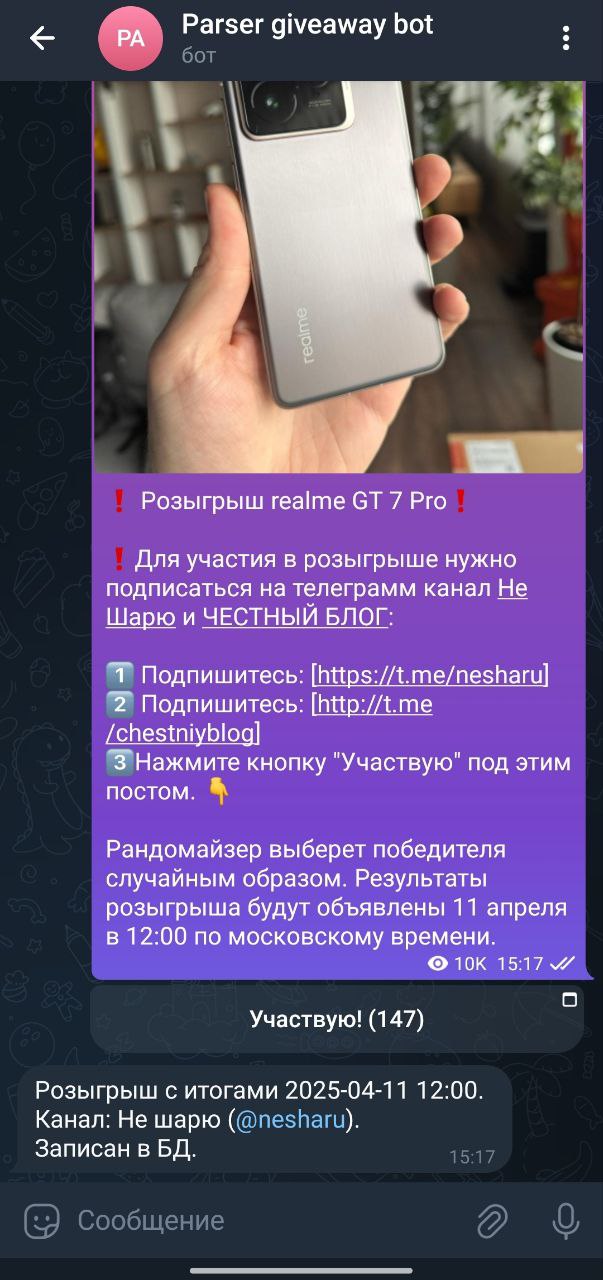 PA
Parser giveaway bot
бот
realme
❗ Розыгрыш realme GT 7 Pro❗
❗Для участия в розыгрыше нужно
подписаться на телеграмм канал Не
Шарю и ЧЕСТНЫЙ БЛОГ:
1️⃣ Подпишитесь: [https://t.me/nesharu]
2️⃣ Подпишитесь: [http://t.me
/chestniyblog]
3️⃣Нажмите кнопку "Участвую" под этим
постом. 👇
Рандомайзер выберет победителя
случайным образом. Результаты
розыгрыша будут объявлены 11 апреля
в 12:00 по московскому времени.
10K 15:17
Участвую! (147)
Розыгрыш с итогами 2025-04-11 12:00.
Канал: Не шарю (@nesharu).
Записан в БД.
15:17
Сообщение